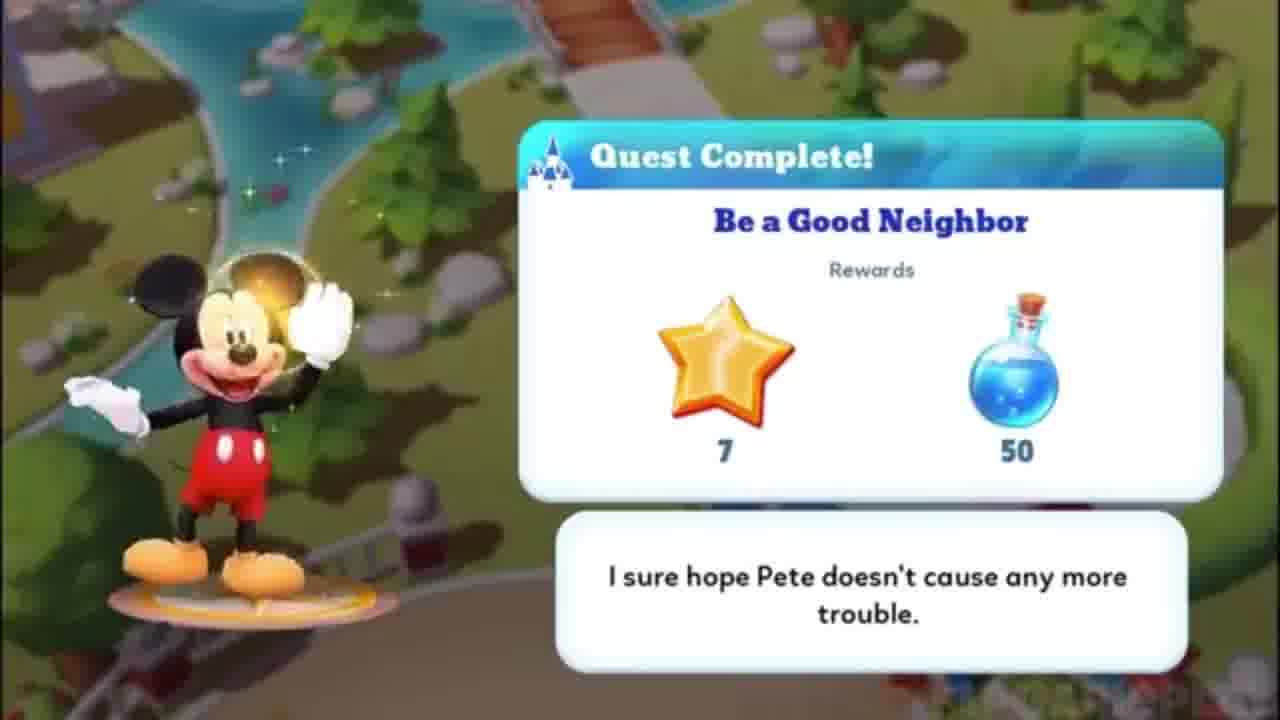 Quest Complete!
Be a Good Neighbor
Rewards
7
50
I sure hope Pete doesn't cause any more
trouble.